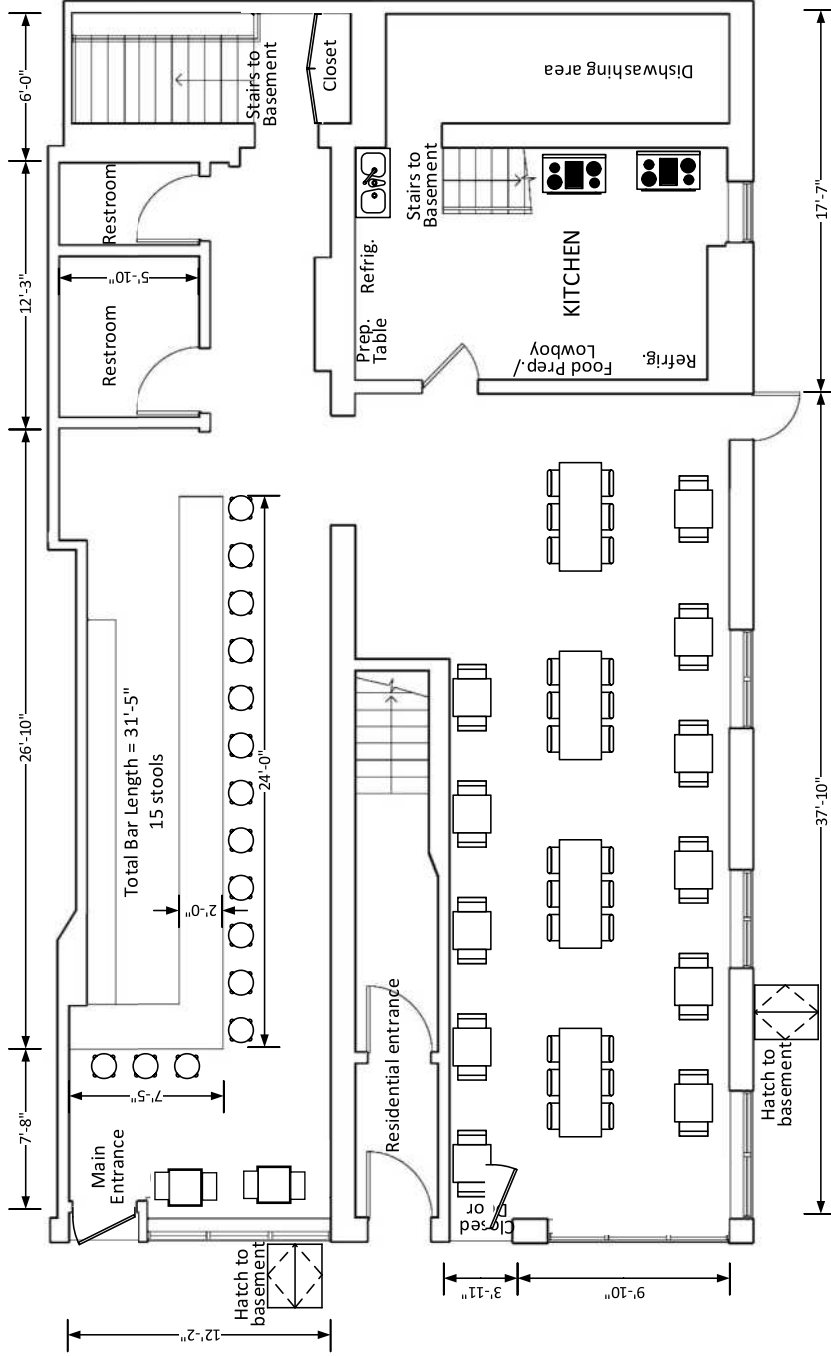 6'-0"
12'-3"
26'-10"
7'-8"
Stairs to
Basement
Closet
Dishwashing area
Restroom
Restroom
5'-10"
Stairs to
Basement
Refrig.
Prep.
Table
KITCHEN
Food Prep./
Lowboy
Refrig.
17'-7"
Total Bar Length = 31'-5"
15 stools
24'-0"
2'-0"
7'-5"
Main
Entrance
Residential entrance
37'-10"
Closed
Door
Hatch to
basement
Hatch to
basement
12'-2"
3'-11"
9'-10"